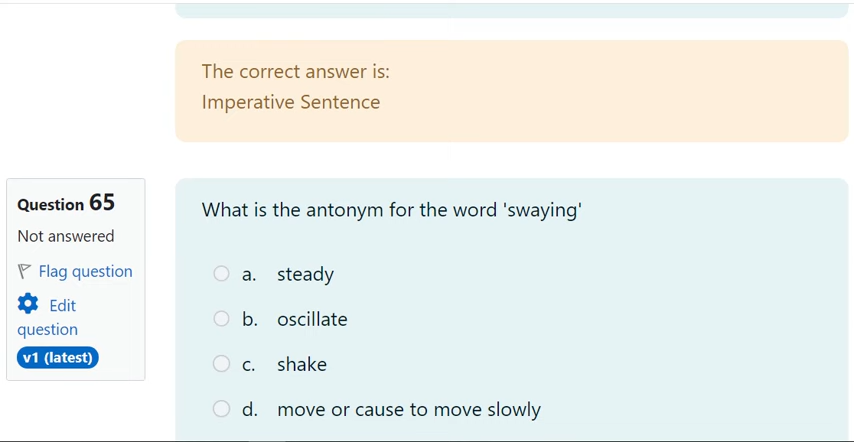 The correct answer is:
Imperative Sentence
Question 65
Not answered
Flag question
Edit
question
v1 (latest)
What is the antonym for the word 'swaying'
a. steady
b. oscillate
c. shake
d. move or cause to move slowly